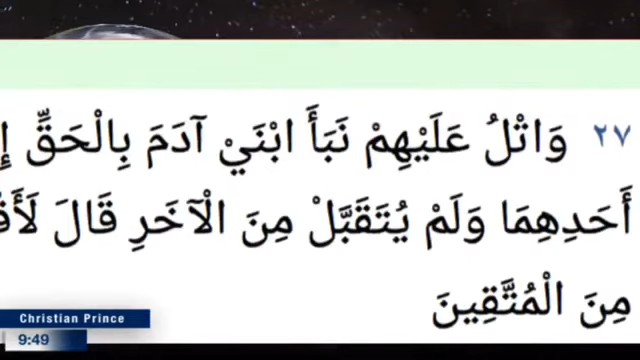 ٢٧ وَاتْلُ عَلَيْهِمْ نَبَأَ ابْنَيْ آدَمَ بِالْحَقِّ
أَحَدِهِمَا وَلَمْ يُتَقَبَّلْ مِنَ الْآخَرِ قَالَ
مِنَ الْمُتَّقِينَ
Christian Prince
9:49